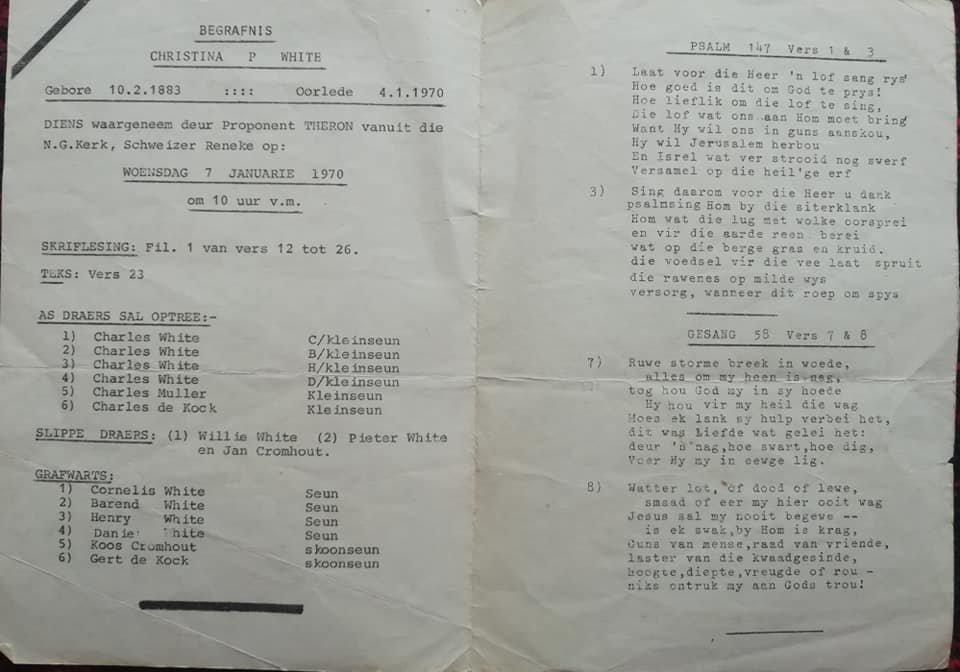 BEGRAFNIS
CHRISTINA P WHITE
Gebore 10.2.1883 :::: Oorlede 4.1.1970
DIENS waargeneem deur Proponent THERON vanuit die
N.G.Kerk, Schweizer Reneke op:
WOENSDAG 7 JANUARIE 1970
om 10 uur v.m.
SKRIFLESING: Fil. 1 van vers 12 tot 26.
TEKS: Vers 23
AS DRAERS SAL OPTREE:-
1) Charles White C/kleinseun
2) Charles White B/kleinseun
3) Charles White H/kleinseun
4) Charles White D/kleinseun
5) Charles Muller Kleinseun
6) Charles de Kock Kleinseun
SLIPPE DRAERS: (1) Willie White (2) Pieter White
en Jan Cromhout.
GRAFWARTS:
1) Cornelis White Seun
2) Barend White Seun
3) Henry White Seun
4) Danie White Seun
5) Koos Cromhout skoonseun
6) Gert de Kock skoonseun
PSALM 147 Vers 1 & 3
1) Laat voor die Heer 'n lof sang rys'
Hoe goed is dit om God te prys!
Hoe lieflik om die lof te sing,
Die lof wat ons aan Hom moet bring
Want Hy wil ons in guns aanskou,
Hy wil Jerusalem herbou
En Isrel wat ver strooid nog swerf
Versamel op die heil'ge erf
3) Sing daarom voor die Heer u dank
psalmsing Hom by die siterklank
Hom wat die lug met wolke oorsprei
en vir die aarde reen berei
wat op die berge gras en kruid.
die voedsel vir die vee laat spruit
die rawenes op milde wys
versorg, wanneer dit roep om spys
GESANG 58 Vers 7 & 8
7) Ruwe storme breek in woede,
alles om my heen is nag,
tog hou God my in sy hoede
Hy hou vir my heil die wag
Moes ek lank sy hulp verbei het,
dit was Liefde wat gelei het:
deur 'n nag,hoe swart,hoe dig,
Voer Hy my in eewge lig.
8) Watter lot, of dood of lewe,
smaad of eer my hier ooit wag
Jesus sal my nooit begewe --
is ek swak,by Hom is krag,
Guns van mense,raad van vriende,
laster van die kwaadgesinde,
hoogte,diepte,vreugde of rou -
niks ontruk my aan Gods trou!